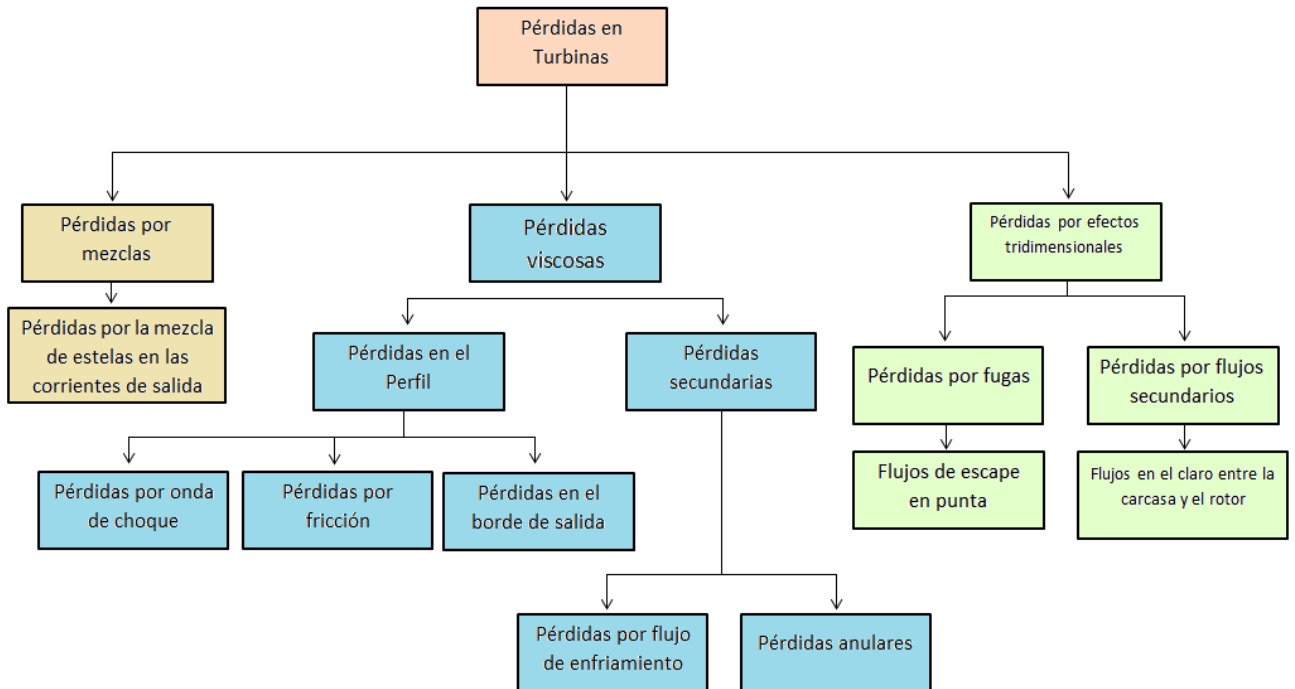 Pérdidas en
Turbinas
Pérdidas por
mezclas
Pérdidas
viscosas
Pérdidas por efectos
tridimensionales
Pérdidas por la mezcla
de estelas en las
corrientes de salida
Pérdidas en el
Perfil
Pérdidas
secundarias
Pérdidas por fugas
Pérdidas por flujos
secundarios
Pérdidas por onda
de choque
Pérdidas por
fricción
Pérdidas en el
borde de salida
Flujos de escape
en punta
Flujos en el claro entre la
carcasa y el rotor
Pérdidas por flujo
de enfriamiento
Pérdidas anulares